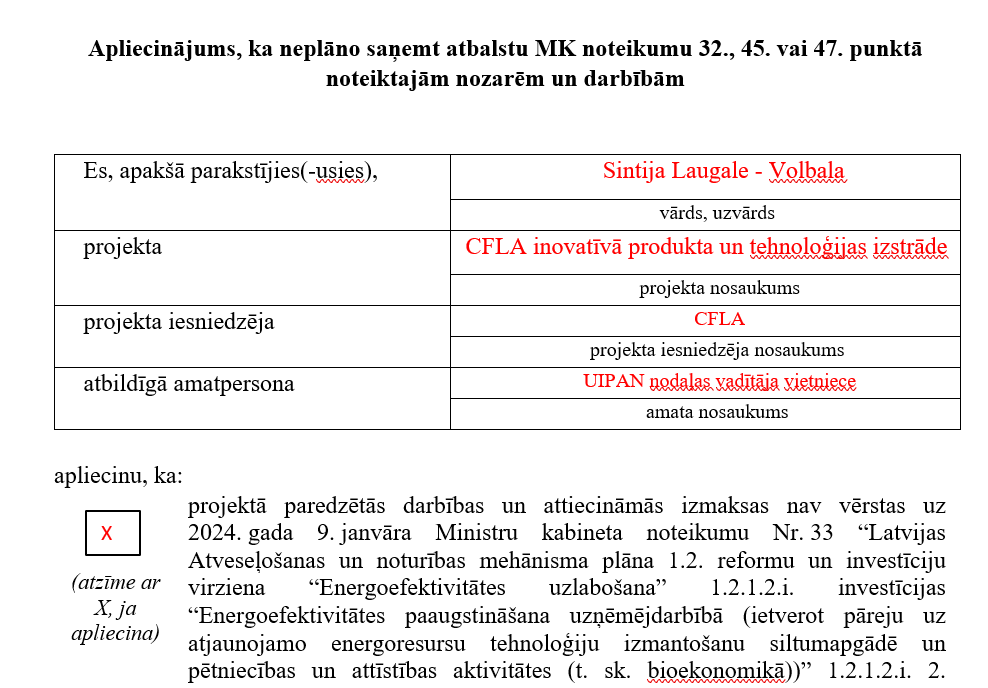 Apliecinājums, ka neplāno saņemt atbalstu MK noteikumu 32., 45. vai 47. punktā
noteiktajām nozarēm un darbībām
Es, apakšā parakstījies(-usies),
Sintija Laugale - Volbala
vārds, uzvārds
projekta
CFLA inovatīvā produkta un tehnoloģijas izstrāde
projekta nosaukums
projekta iesniedzēja
CFLA
projekta iesniedzēja nosaukums
atbildīgā amatpersona
UIPAN nodaļas vadītāja vietniece
amata nosaukums
apliecinu, ka:
X
(atzīme ar
X, ja
apliecina)
projektā paredzētās darbības un attiecināmās izmaksas nav vērstas uz
2024. gada 9. janvāra Ministru kabineta noteikumu Nr. 33 “Latvijas
Atveseļošanas un noturības mehānisma plāna 1.2. reformu un investīciju
virziena “Energoefektivitātes uzlabošana” 1.2.1.2.i. investīcijas
“Energoefektivitātes paaugstināšana uzņēmējdarbībā (ietverot pāreju uz
atjaunojamo energoresursu tehnoloģiju izmantošanu siltumapgādē un
pētniecības un attīstības aktivitātes (t. sk. bioekonomikā))” 1.2.1.2.i. 2.